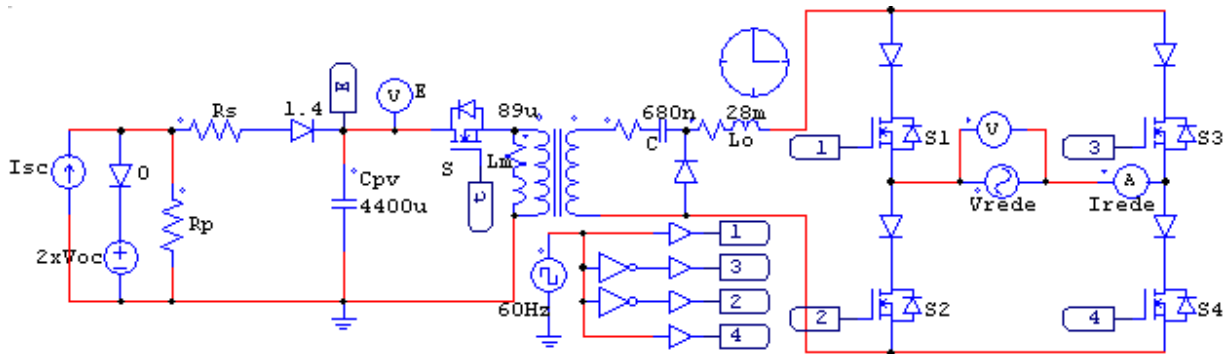 Isc
0
2xVoc
Rs
Rp
1.4
E
V
E
Cpv
4400u
S
89u
Lm
680n
C
28m
Lo
60Hz
1
3
2
4
1
S1
2
S2
V
Vrede
A
Irede
3
S3
4
S4